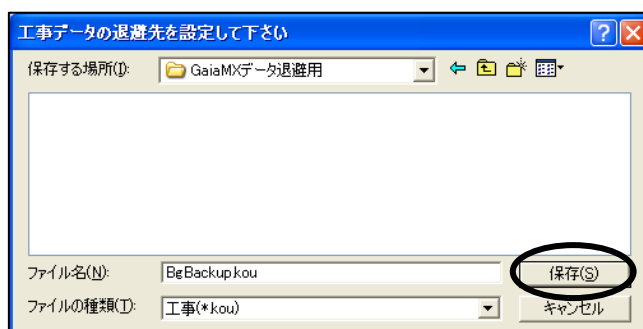 工事データの退避先を設定して下さい
保存する場所(I): GaiaMXデータ退避用
ファイル名(N): BgBackup.kou 保存(S)
ファイルの種類(T): 工事(*.kou) キャンセル